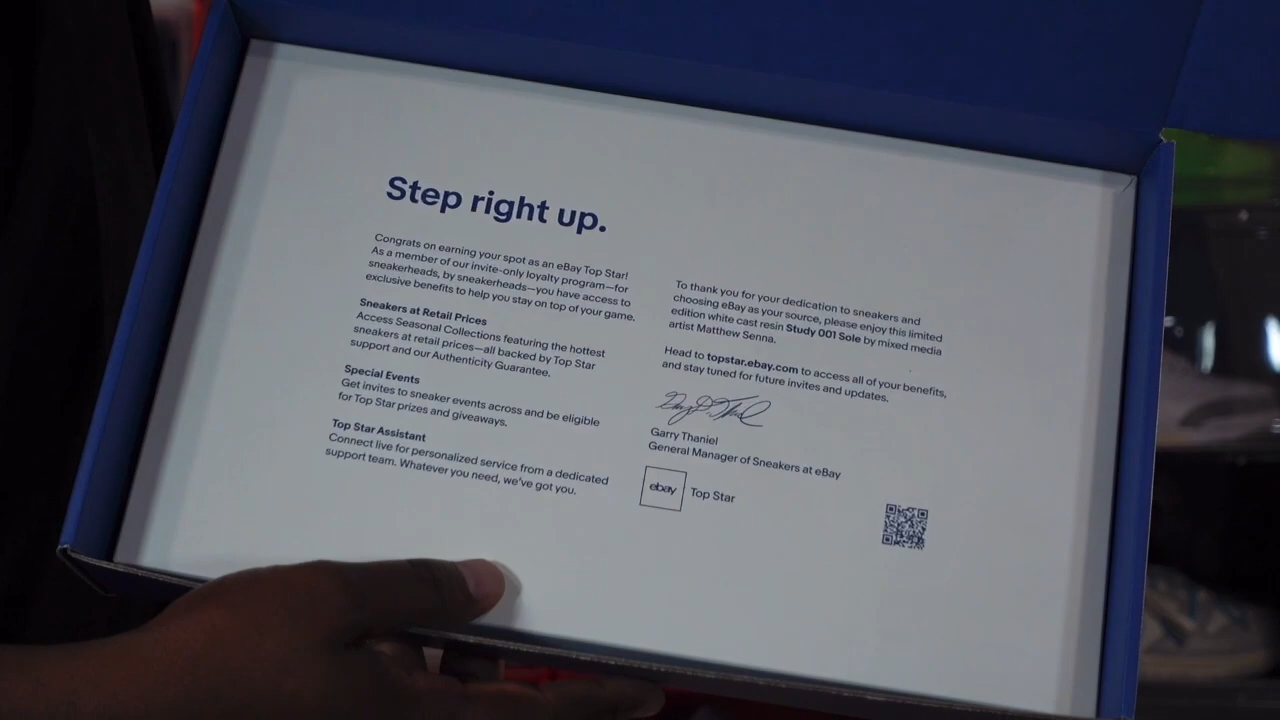 Step right up.
Congrats on earning your spot as an eBay Top Star!
As a member of our invite-only loyalty program—for
sneakerheads, by sneakerheads—you have access to
exclusive benefits to help you stay on top of your game.
Sneakers at Retail Prices
Access Seasonal Collections featuring the hottest
sneakers at retail prices—all backed by Top Star
support and our Authenticity Guarantee.
Special Events
Get invites to sneaker events across and be eligible
for Top Star prizes and giveaways.
Top Star Assistant
Connect live for personalized service from a dedicated
support team. Whatever you need, we've got you.
To thank you for your dedication to sneakers and
choosing eBay as your source, please enjoy this limited
edition white cast resin Study 001 Sole by mixed media
artist Matthew Senna.
Head to topstar.ebay.com to access all of your benefits,
and stay tuned for future invites and updates.
Garry Thaniel
General Manager of Sneakers at eBay
ebay Top Star